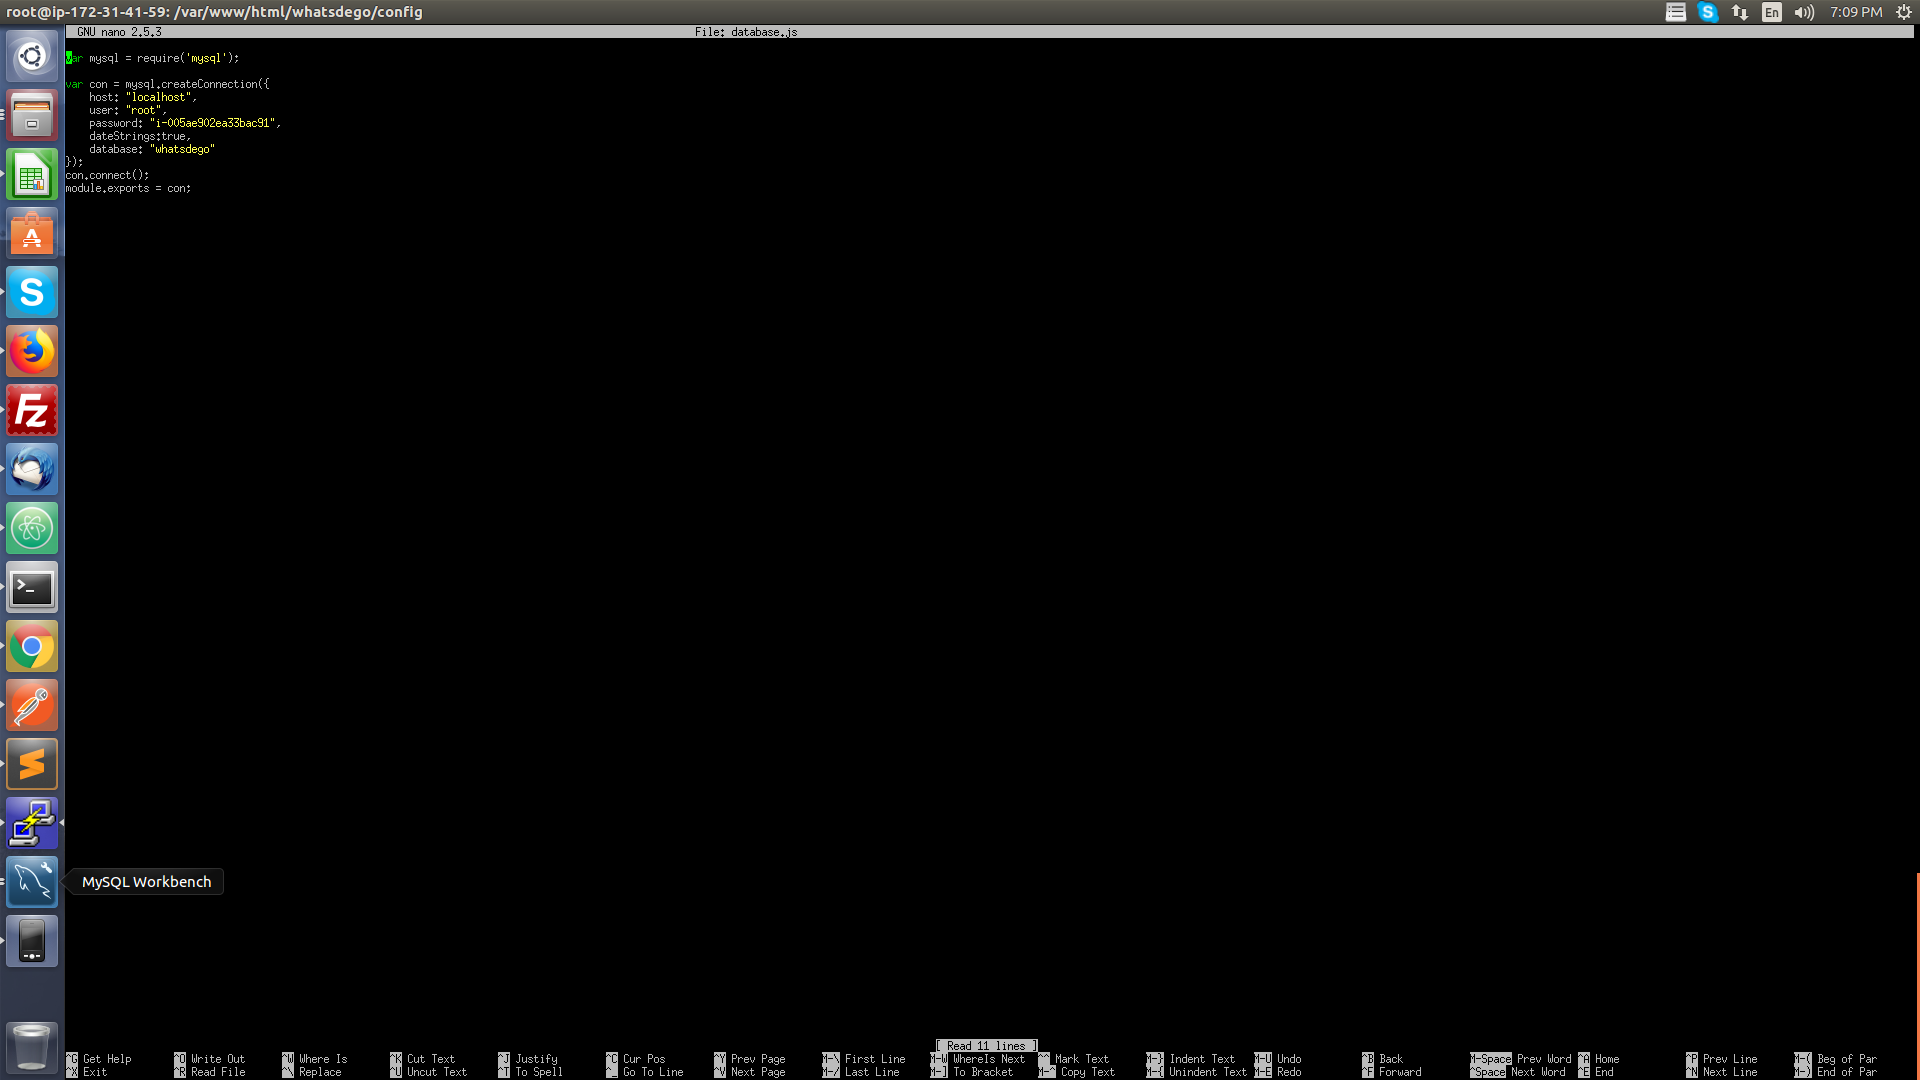 root@ip-172-31-41-59: /var/www/html/whatsdego/config
En
7:09 PM
GNU nano 2.5.3 File: database.js
var mysql = require('mysql');
var con = mysql.createConnection({
host: "localhost",
user: "root",
password: "i-005ae902ea33bac91",
dateStrings:true,
database: "whatsdego"
});
con.connect();
module.exports = con;
MySQL Workbench
[ Read 11 lines ]
^G Get Help ^O Write Out ^W Where Is ^K Cut Text ^J Justify ^C Cur Pos ^Y Prev Page M-\ First Line M-W WhereIs Next ^^ Mark Text M-} Indent Text M-U Undo ^B Back M-Space Prev Word ^A Home ^P Prev Line M-( Beg of Par
^X Exit ^R Read File ^\ Replace ^U Uncut Text ^T To Spell ^_ Go To Line ^V Next Page M-/ Last Line M-] To Bracket M-^ Copy Text M-{ Unindent Text M-E Redo ^F Forward ^Space Next Word ^E End ^N Next Line M-) End of Par